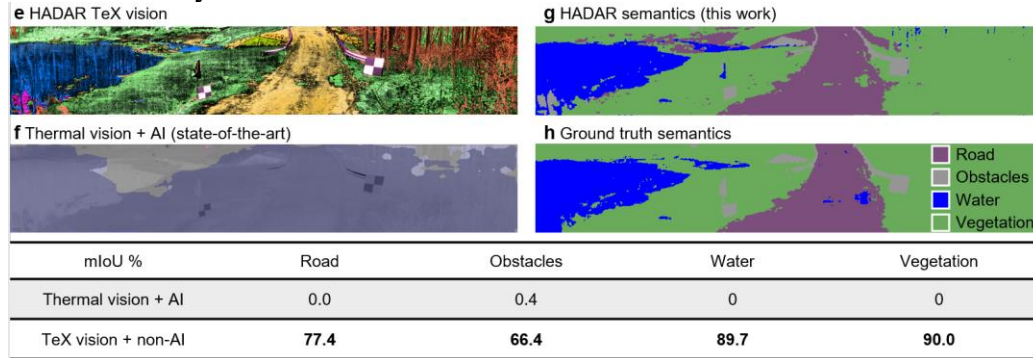 e HADAR TeX vision
g HADAR semantics (this work)
f Thermal vision + AI (state-of-the-art)
h Ground truth semantics
Road
Obstacles
Water
Vegetation
mIoU % Road Obstacles Water Vegetation
Thermal vision + AI 0.0 0.4 0 0
TeX vision + non-AI 77.4 66.4 89.7 90.0